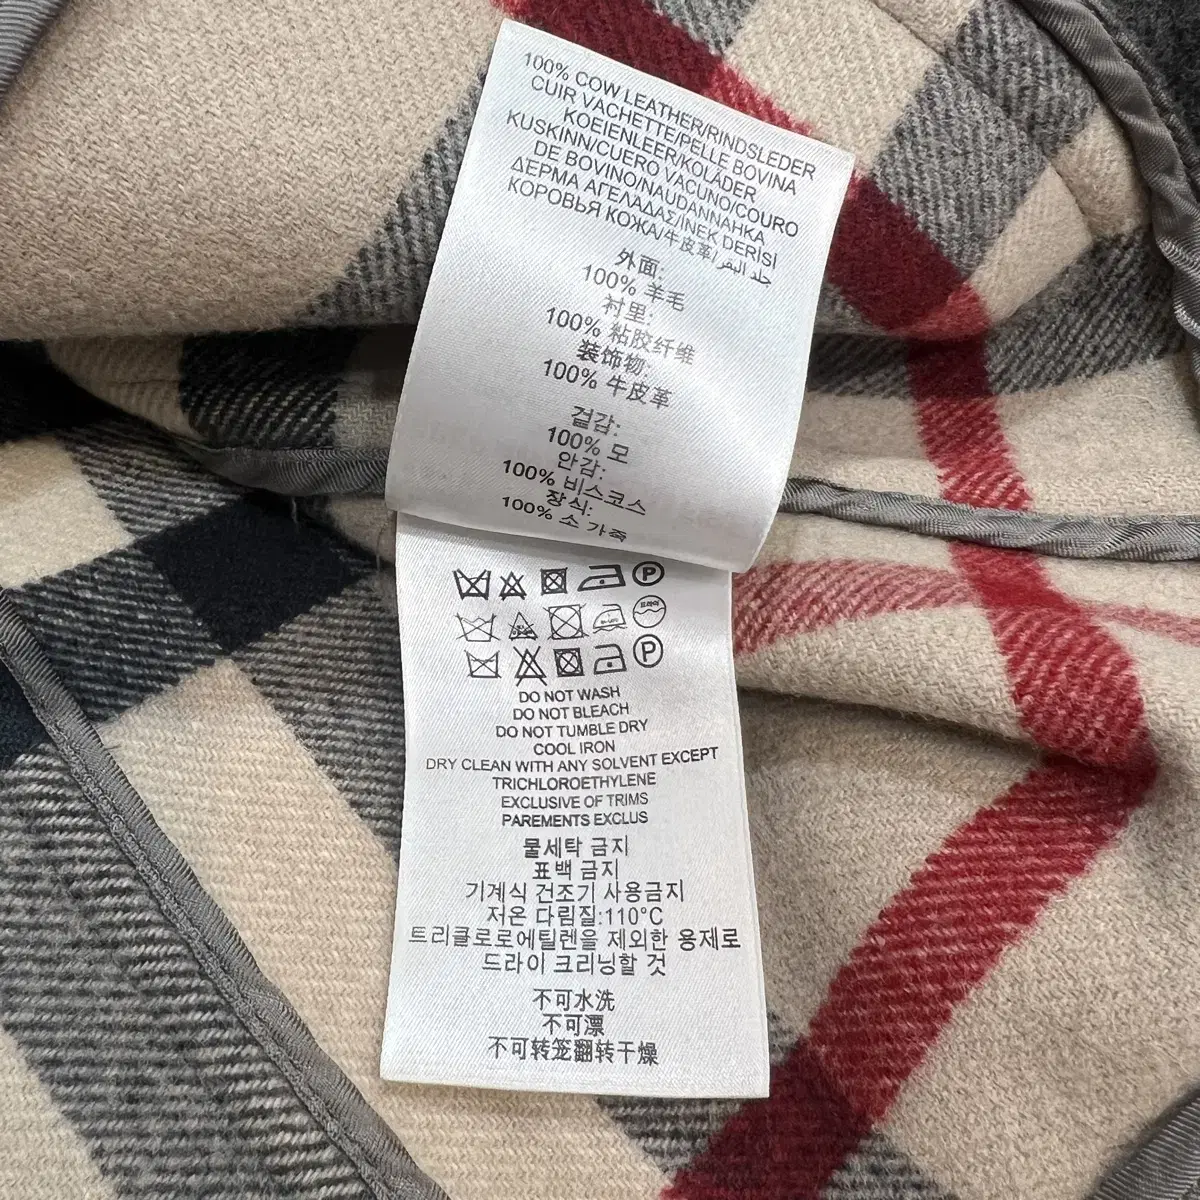 100% COW LEATHER/RINDSLEDER
CUIR VACHETTE/PELLE BOVINA
KOEIENLEER/KOLÄDER
KUSKINN/CUERO VACUNO/COURO
DE BOVINO/NAUDANNAHKA
ΔΕΡΜΑ ΑΓΕΛΑΔΑΣ/İNEK DERİSİ
КОРОВЬЯ КОЖА/牛皮革/جلد البقر
外面:
100% 羊毛
衬里:
100% 粘胶纤维
装饰物:
100% 牛皮革
겉감:
100% 모
안감:
100% 비스코스
장식:
100% 소 가죽
P
P
DO NOT WASH
DO NOT BLEACH
DO NOT TUMBLE DRY
COOL IRON
DRY CLEAN WITH ANY SOLVENT EXCEPT
TRICHLOROETHYLENE
EXCLUSIVE OF TRIMS
PAREMENTS EXCLUS
물세탁 금지
표백 금지
기계식 건조기 사용금지
저온 다림질:110°C
트리클로로에틸렌을 제외한 용제로
드라이 크리닝할 것
不可水洗
不可漂
不可转笼翻转干燥